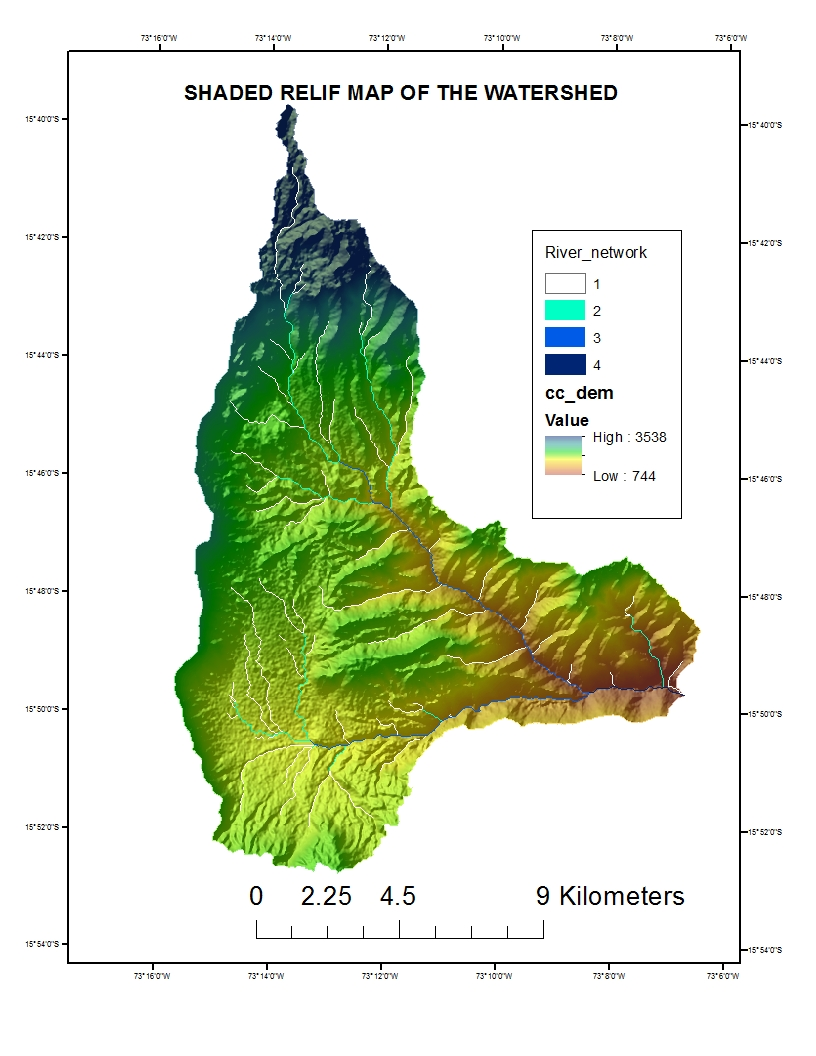 73°16'0"W 73°14'0"W 73°12'0"W 73°10'0"W 73°8'0"W 73°6'0"W
SHADED RELIF MAP OF THE WATERSHED
15°40'0"S 15°40'0"S
15°42'0"S 15°42'0"S
River_network
1
2
3
15°44'0"S 15°44'0"S
4
cc_dem
Value
High : 3538
15°46'0"S 15°46'0"S
Low : 744
15°48'0"S 15°48'0"S
15°50'0"S 15°50'0"S
15°52'0"S 15°52'0"S
0 2.25 4.5 9 Kilometers
15°54'0"S 15°54'0"S
73°16'0"W 73°14'0"W 73°12'0"W 73°10'0"W 73°8'0"W 73°6'0"W